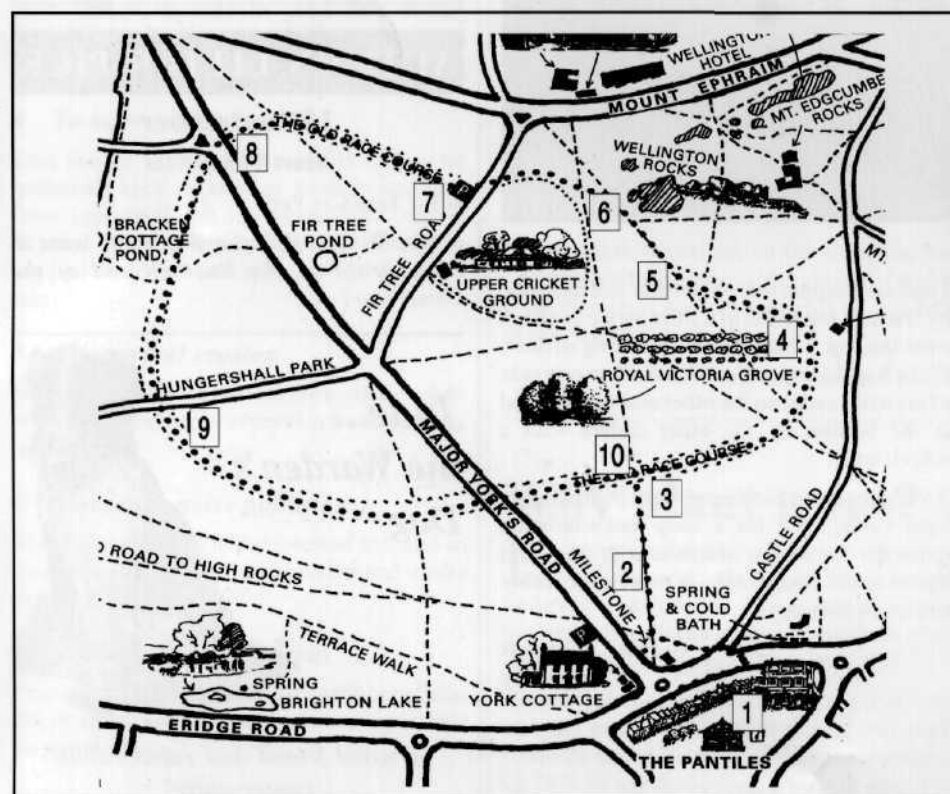 WELLINGTON
HOTEL
MOUNT EPHRAIM
MT. EDGCUMBE
ROCKS
WELLINGTON
ROCKS
THE OLD RACE COURSE
8
7
P
6
FIR TREE
POND
BRACKEN
COTTAGE
POND
FIR TREE ROA
UPPER CRICKET
GROUND
5
M
4
ROYAL VICTORIA GROVE
HUNGERSHALL PARK
9
MAJOR YORK'S ROAD
10
THE OLD RACE COURSE
3
D ROAD TO HIGH ROCKS
2
MILESTONE
SPRING
& COLD
BATH
CASTLE ROAD
TERRACE WALK
P
SPRING
BRIGHTON LAKE
YORK COTTAGE
1
ERIDGE ROAD
THE PANTILES